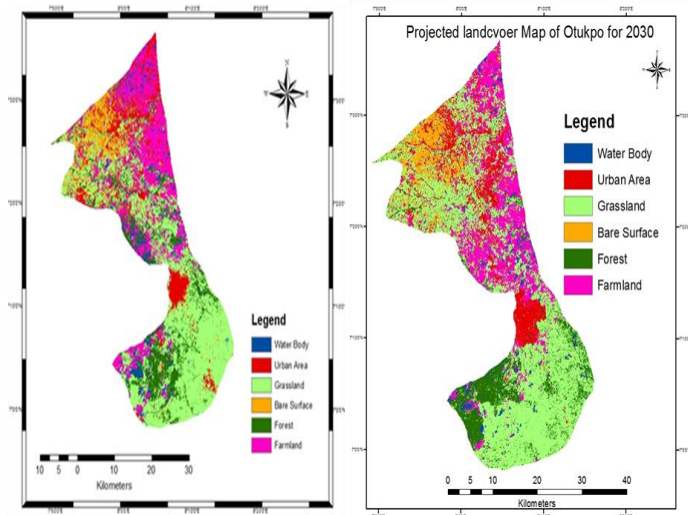 Legend
Water Body
Urban Area
Grassland
Bare Surface
Forest
Farmland
10 5 0 10 20 30
Kilometers
Projected landcvoer Map of Otukpo for 2030
Legend
Water Body
Urban Area
Grassland
Bare Surface
Forest
Farmland
0 5 10 20 30 40
Kilometers